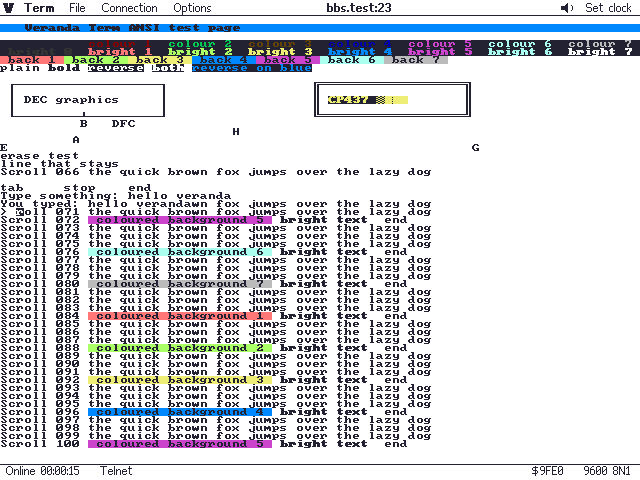 Term File Connection Options bbs.test:23 Set clock
Veranda Term ANSI test page
colour 1 colour 2 colour 3 colour 4 colour 5 colour 6 colour 7
bright 0 bright 1 bright 2 bright 3 bright 4 bright 5 bright 6 bright 7
back 1 back 2 back 3 back 4 back 5 back 6 back 7
plain bold reverse both reverse on blue
DEC graphics CP437
B DFC
H
A
E G
erase test
line that stays
Scroll 066 the quick brown fox jumps over the lazy dog
tab stop end
Type something: hello veranda
You typed: hello verandawn fox jumps over the lazy dog
> oll 071 the quick brown fox jumps over the lazy dog
Scroll 072 coloured background 5 bright text end
Scroll 073 the quick brown fox jumps over the lazy dog
Scroll 074 the quick brown fox jumps over the lazy dog
Scroll 075 the quick brown fox jumps over the lazy dog
Scroll 076 coloured background 6 bright text end
Scroll 077 the quick brown fox jumps over the lazy dog
Scroll 078 the quick brown fox jumps over the lazy dog
Scroll 079 the quick brown fox jumps over the lazy dog
Scroll 080 coloured background 7 bright text end
Scroll 081 the quick brown fox jumps over the lazy dog
Scroll 082 the quick brown fox jumps over the lazy dog
Scroll 083 the quick brown fox jumps over the lazy dog
Scroll 084 coloured background 1 bright text end
Scroll 085 the quick brown fox jumps over the lazy dog
Scroll 086 the quick brown fox jumps over the lazy dog
Scroll 087 the quick brown fox jumps over the lazy dog
Scroll 088 coloured background 2 bright text end
Scroll 089 the quick brown fox jumps over the lazy dog
Scroll 090 the quick brown fox jumps over the lazy dog
Scroll 091 the quick brown fox jumps over the lazy dog
Scroll 092 coloured background 3 bright text end
Scroll 093 the quick brown fox jumps over the lazy dog
Scroll 094 the quick brown fox jumps over the lazy dog
Scroll 095 the quick brown fox jumps over the lazy dog
Scroll 096 coloured background 4 bright text end
Scroll 097 the quick brown fox jumps over the lazy dog
Scroll 098 the quick brown fox jumps over the lazy dog
Scroll 099 the quick brown fox jumps over the lazy dog
Scroll 100 coloured background 5 bright text end
Online 00:00:15 Telnet $9FE0 9600 8N1